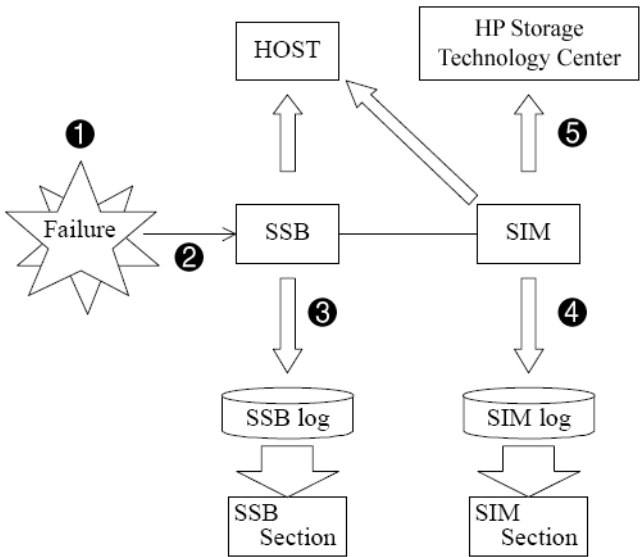 HP Storage
Technology Center
HOST
❶
❺
Failure
SSB
SIM
❷
❸
❹
SSB log
SIM log
SSB
Section
SIM
Section